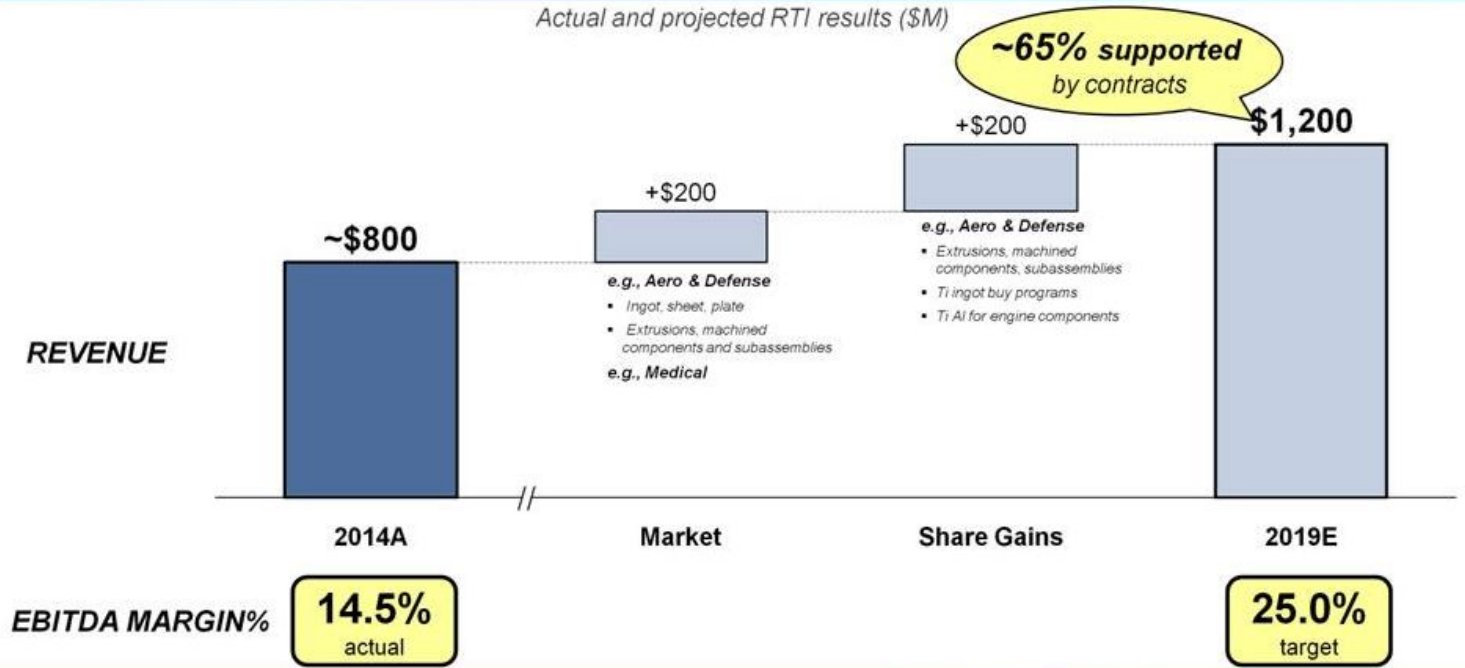 Actual and projected RTI results ($M)
~65% supported
by contracts
$1,200
+$200
+$200
~$800
e.g., Aero & Defense
▪ Extrusions, machined
components, subassemblies
▪ Ti ingot buy programs
▪ Ti Al for engine components
e.g., Aero & Defense
▪ Ingot, sheet, plate
▪ Extrusions, machined
components and subassemblies
e.g., Medical
REVENUE
2014A
Market
Share Gains
2019E
EBITDA MARGIN%
14.5%
actual
25.0%
target